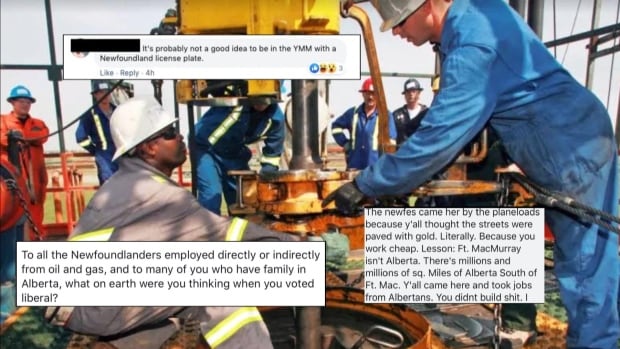 It's probably not a good idea to be in the YMM with a
Newfoundland license plate.
Like · Reply · 4h
3
The newfes came her by the planeloads
because y'all thought the streets were
paved with gold. Literally. Because you
work cheap. Lesson: Ft. MacMurray
isn't Alberta. There's millions and
millions of sq. Miles of Alberta South of
Ft. Mac. Y'all came here and took jobs
from Albertans. You didnt build shit. I
To all the Newfoundlanders employed directly or indirectly
from oil and gas, and to many of you who have family in
Alberta, what on earth were you thinking when you voted
liberal?